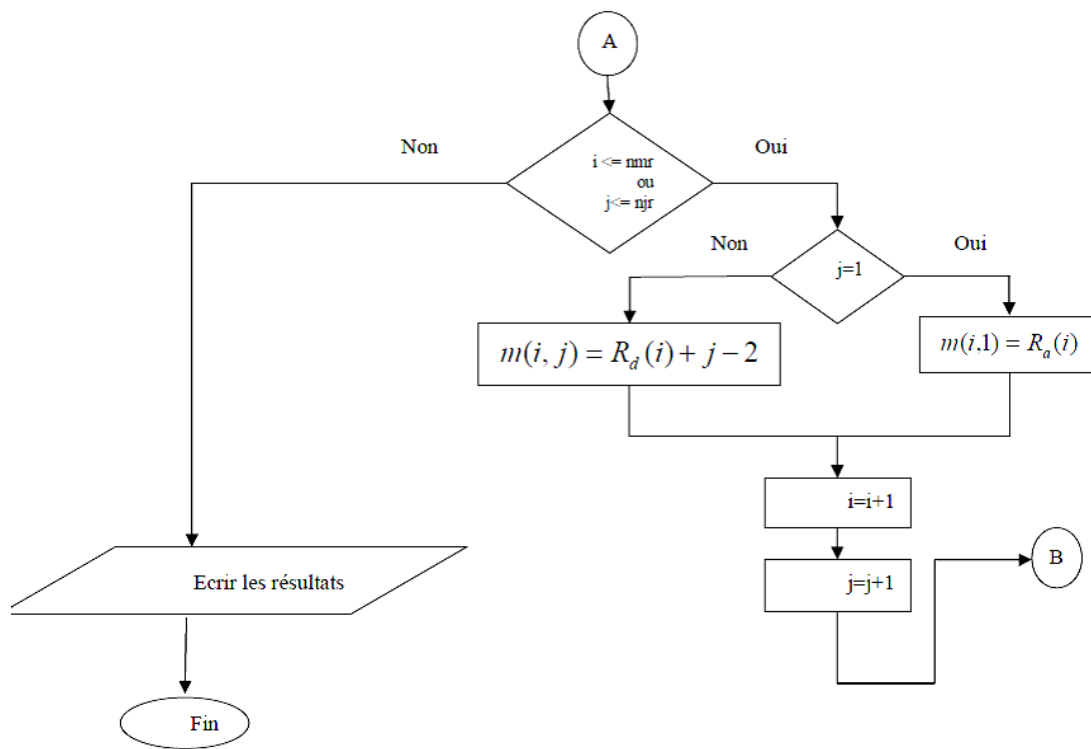 A
Non
Oui
i <= nmr
ou
j<= njr
Non
Oui
j=1
m(i, j) = R_d(i) + j − 2
m(i,1) = R_a(i)
i=i+1
j=j+1
B
Ecrir les résultats
Fin